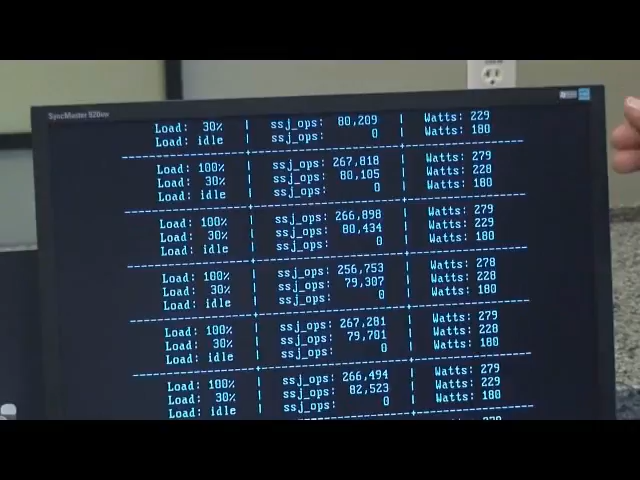 SyncMaster 920nw
Load: 30% | ssj_ops: 80,209 | Watts: 229
Load: idle | ssj_ops: 0 | Watts: 180
Load: 100% | ssj_ops: 267,818 | Watts: 279
Load: 30% | ssj_ops: 80,105 | Watts: 228
Load: idle | ssj_ops: 0 | Watts: 180
Load: 100% | ssj_ops: 266,898 | Watts: 279
Load: 30% | ssj_ops: 80,434 | Watts: 229
Load: idle | ssj_ops: 0 | Watts: 180
Load: 100% | ssj_ops: 256,753 | Watts: 278
Load: 30% | ssj_ops: 79,307 | Watts: 228
Load: idle | ssj_ops: 0 | Watts: 180
Load: 100% | ssj_ops: 267,281 | Watts: 279
Load: 30% | ssj_ops: 79,701 | Watts: 228
Load: idle | ssj_ops: 0 | Watts: 180
Load: 100% | ssj_ops: 266,494 | Watts: 279
Load: 30% | ssj_ops: 82,523 | Watts: 229
Load: idle | ssj_ops: 0 | Watts: 180